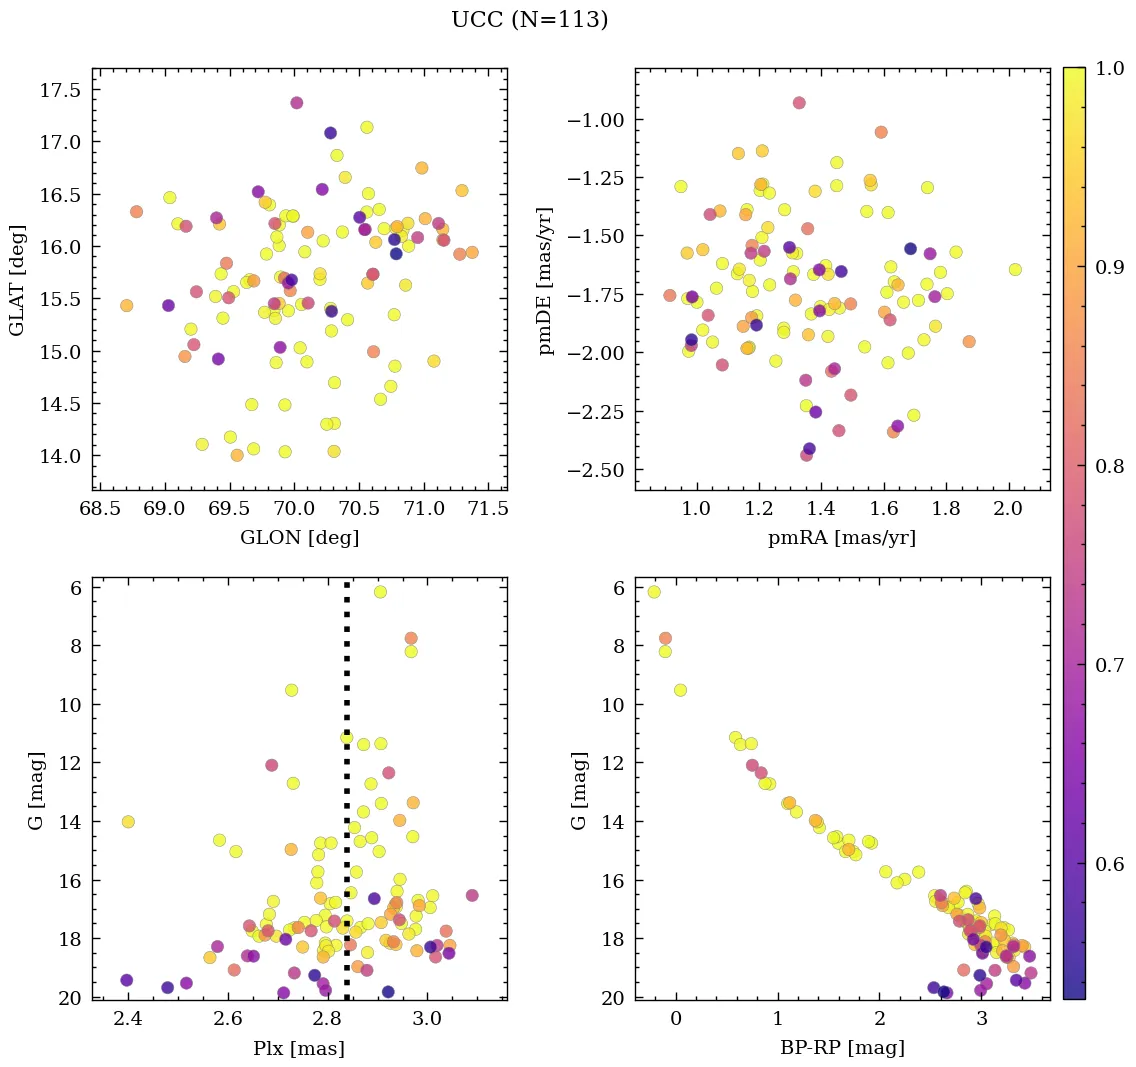 UCC (N=113)
17.5
17.0
16.5
16.0
15.5
15.0
14.5
14.0
GLAT [deg]
68.5 69.0 69.5 70.0 70.5 71.0 71.5
GLON [deg]
−1.00
−1.25
−1.50
−1.75
−2.00
−2.25
−2.50
pmDE [mas/yr]
1.0 1.2 1.4 1.6 1.8 2.0
pmRA [mas/yr]
6
8
10
12
14
16
18
20
G [mag]
2.4 2.6 2.8 3.0
Plx [mas]
6
8
10
12
14
16
18
20
G [mag]
0 1 2 3
BP-RP [mag]
1.0
0.9
0.8
0.7
0.6